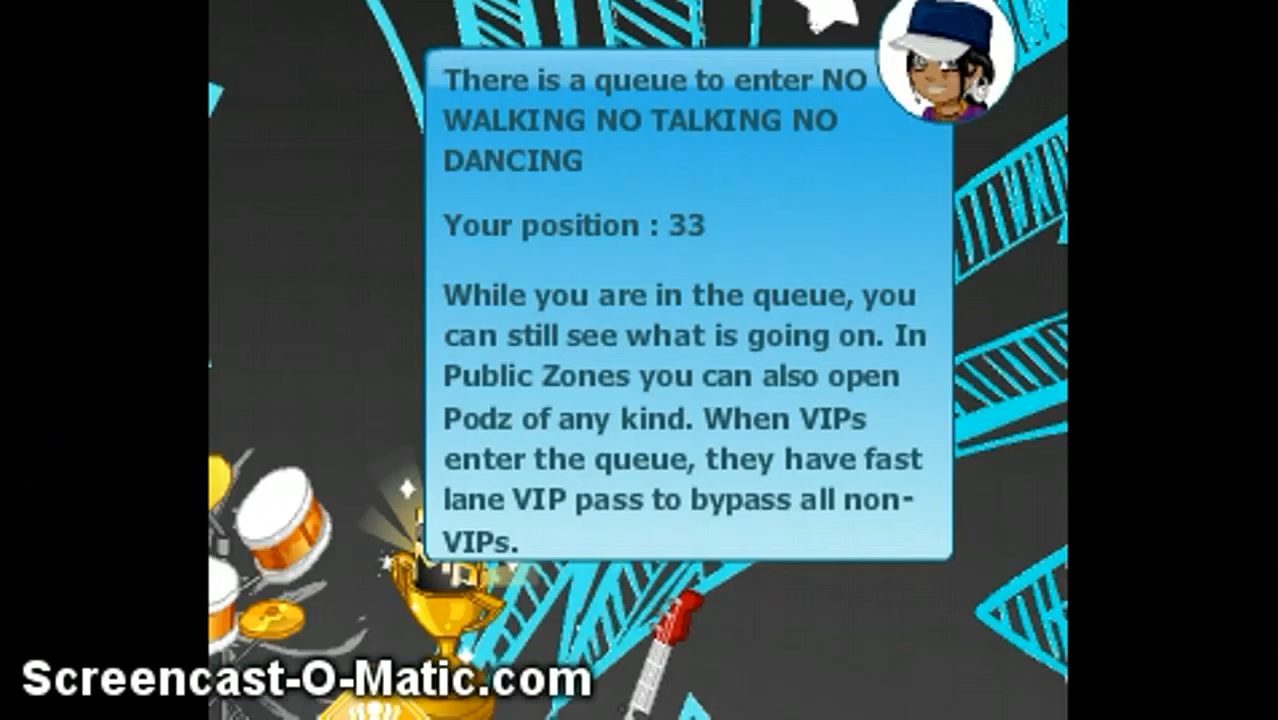 There is a queue to enter NO
WALKING NO TALKING NO
DANCING
Your position : 33
While you are in the queue, you
can still see what is going on. In
Public Zones you can also open
Podz of any kind. When VIPs
enter the queue, they have fast
lane VIP pass to bypass all non-
VIPs.
Screencast-O-Matic.com